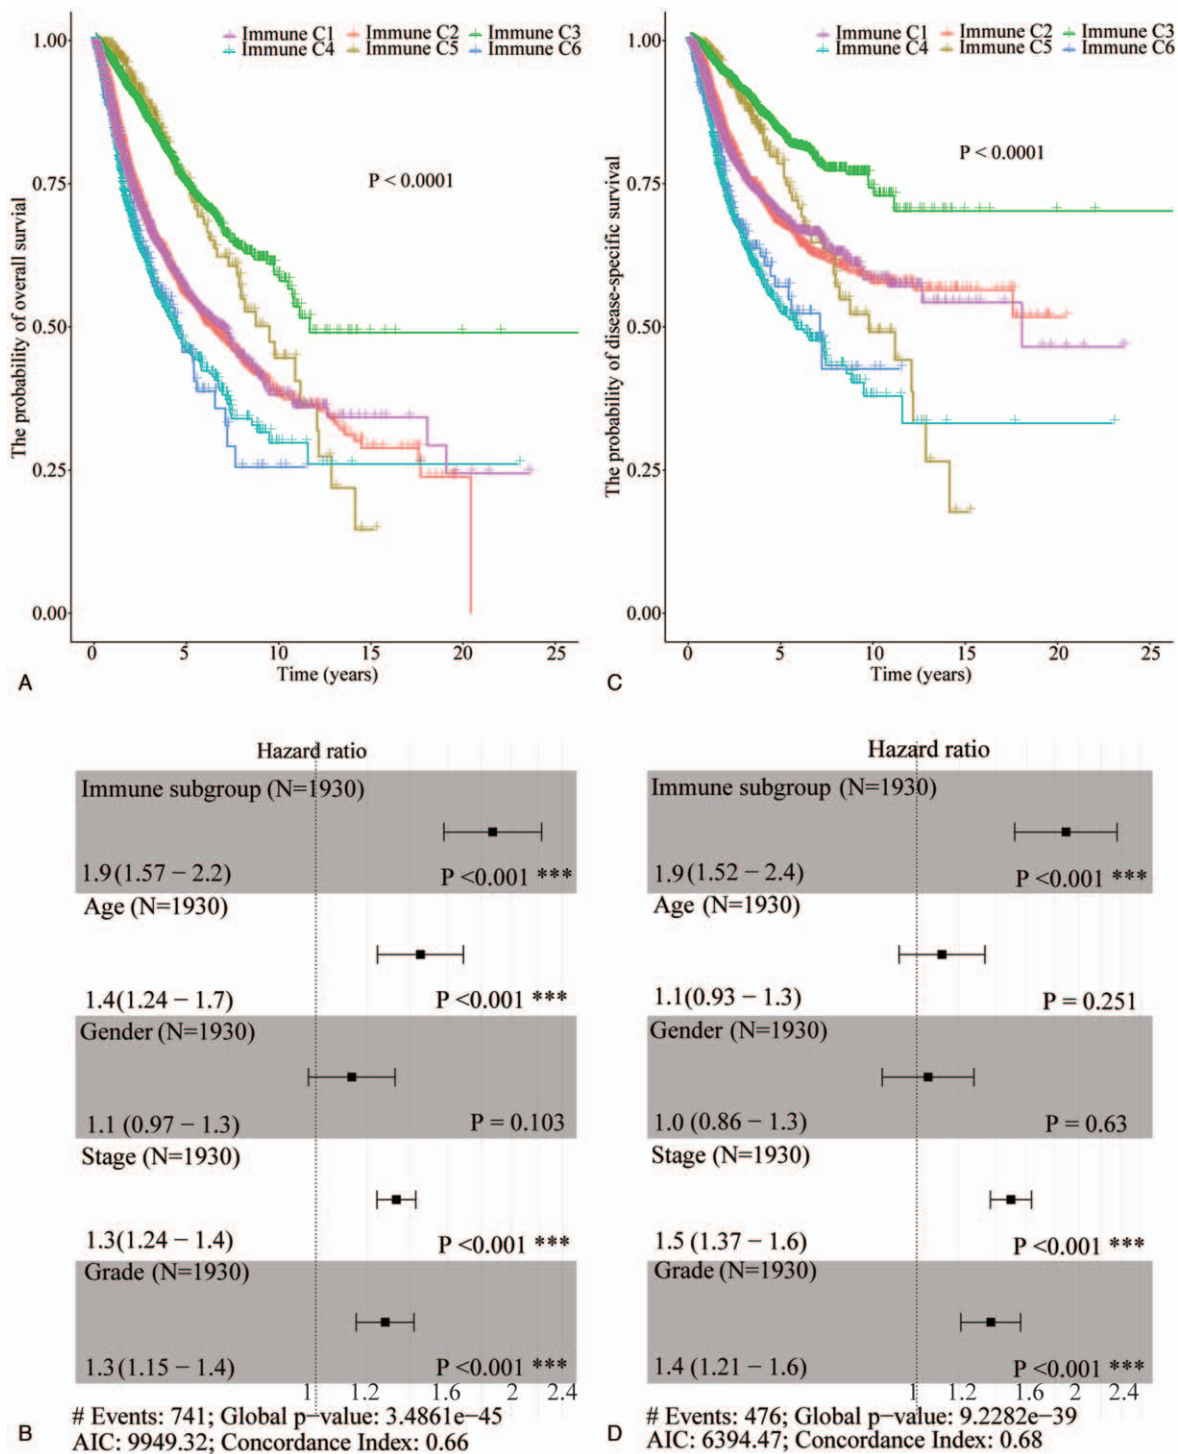 Immune C1 Immune C2 Immune C3
Immune C4 Immune C5 Immune C6
1.00
0.75
0.50
0.25
0.00
The probability of overall survial
P < 0.0001
0 5 10 15 20 25
Time (years)
A
Immune C1 Immune C2 Immune C3
Immune C4 Immune C5 Immune C6
1.00
0.75
0.50
0.25
0.00
The probability of disease-specific survival
P < 0.0001
0 5 10 15 20 25
Time (years)
C
Hazard ratio
Immune subgroup (N=1930)
1.9 (1.57 − 2.2) P <0.001 ***
Age (N=1930)
1.4 (1.24 − 1.7) P <0.001 ***
Gender (N=1930)
1.1 (0.97 − 1.3) P = 0.103
Stage (N=1930)
1.3 (1.24 − 1.4) P <0.001 ***
Grade (N=1930)
1.3 (1.15 − 1.4) P <0.001 ***
1 1.2 1.6 2 2.4
B
# Events: 741; Global p−value: 3.4861e−45
AIC: 9949.32; Concordance Index: 0.66
Hazard ratio
Immune subgroup (N=1930)
1.9 (1.52 − 2.4) P <0.001 ***
Age (N=1930)
1.1 (0.93 − 1.3) P = 0.251
Gender (N=1930)
1.0 (0.86 − 1.3) P = 0.63
Stage (N=1930)
1.5 (1.37 − 1.6) P <0.001 ***
Grade (N=1930)
1.4 (1.21 − 1.6) P <0.001 ***
1 1.2 1.6 2 2.4
D
# Events: 476; Global p−value: 9.2282e−39
AIC: 6394.47; Concordance Index: 0.68